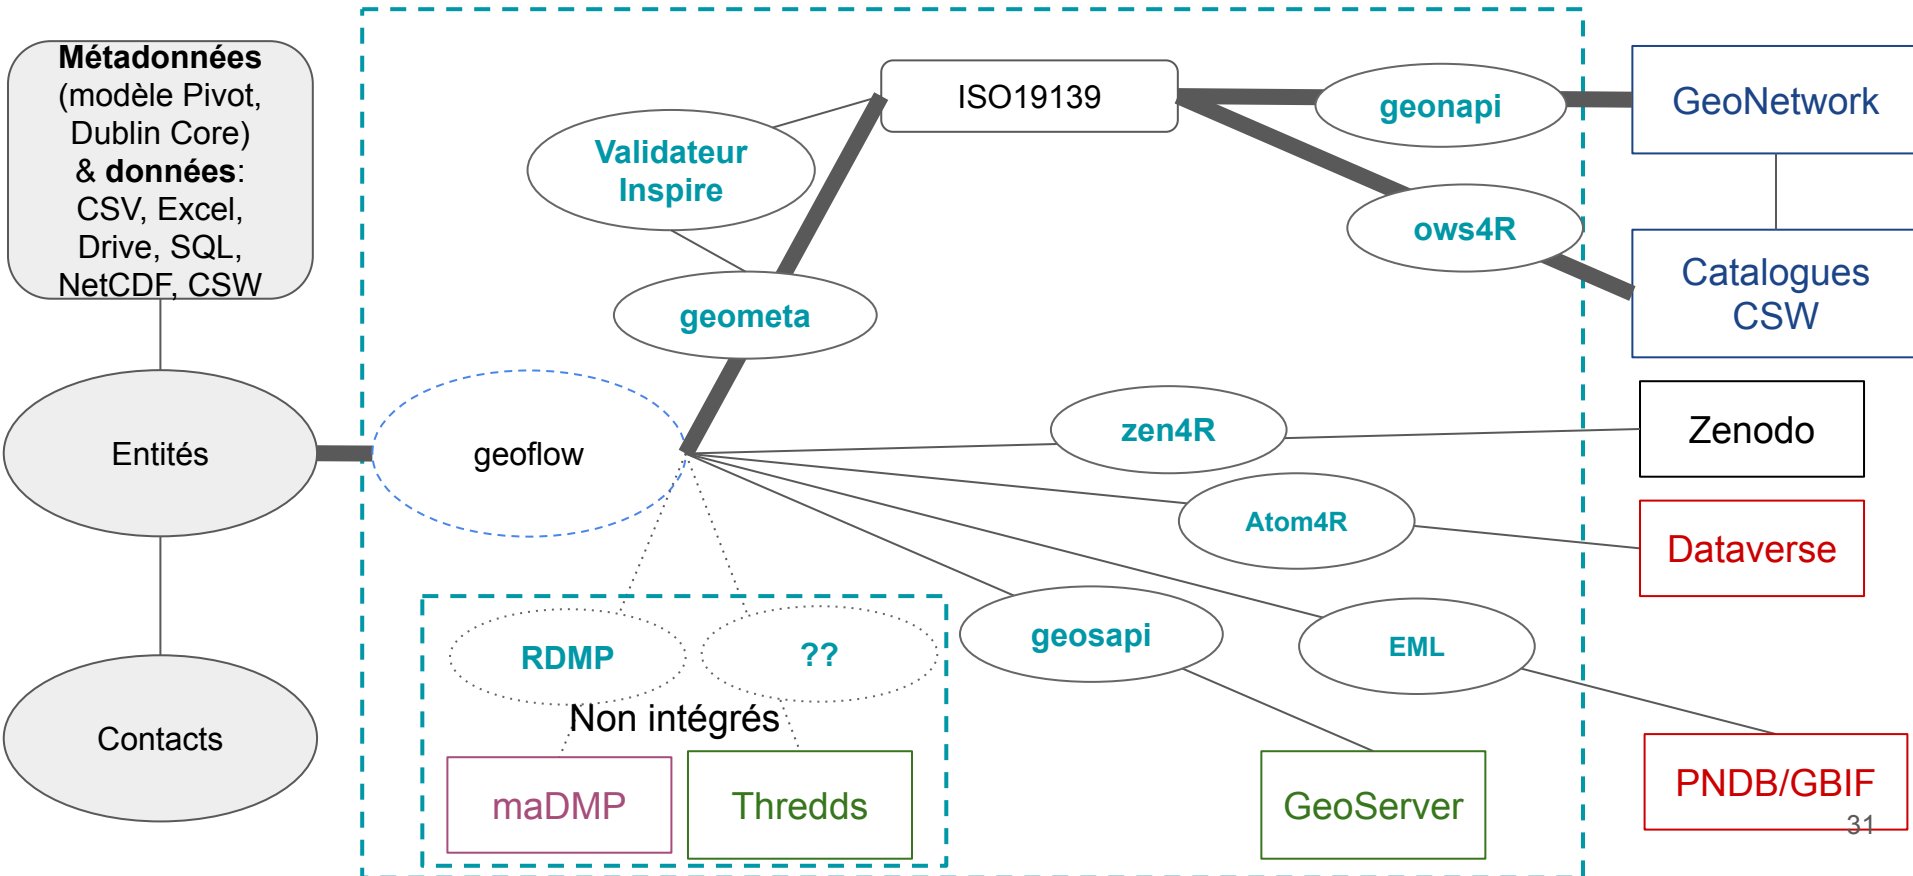 Métadonnées
(modèle Pivot,
Dublin Core)
& données:
CSV, Excel,
Drive, SQL,
NetCDF, CSW
Entités
Contacts
geoflow
Validateur
Inspire
geometa
ISO19139
geonapi
ows4R
GeoNetwork
Catalogues
CSW
zen4R
Zenodo
Atom4R
Dataverse
geosapi
EML
RDMP
??
Non intégrés
maDMP
Thredds
GeoServer
PNDB/GBIF
31